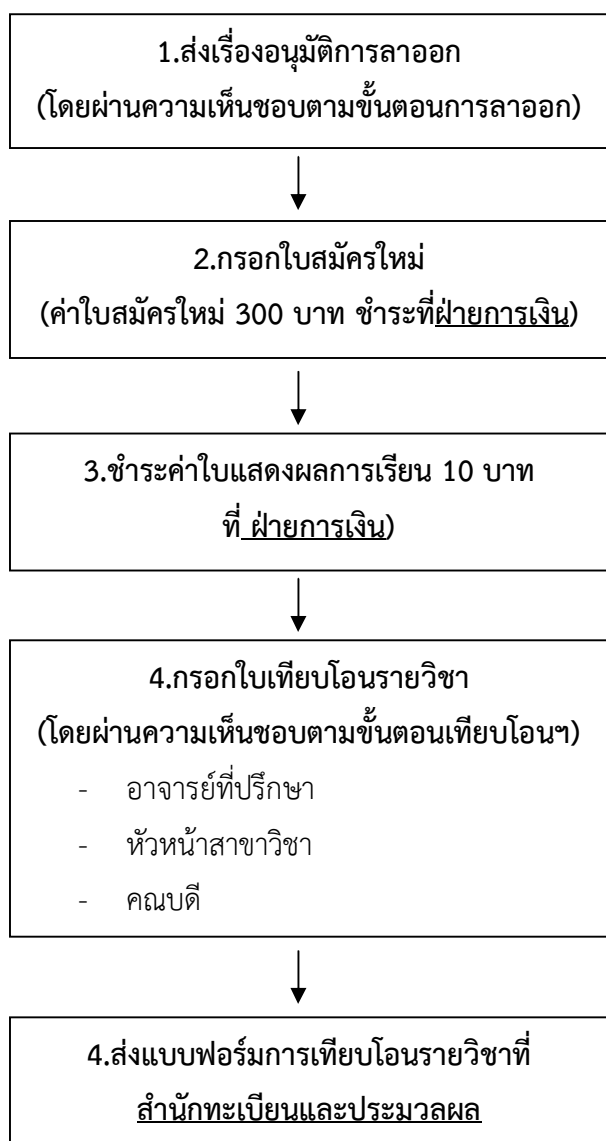 1.ส่งเรื่องอนุมัติการลาออก
(โดยผ่านความเห็นชอบตามขั้นตอนการลาออก)
2.กรอกใบสมัครใหม่
(ค่าใบสมัครใหม่ 300 บาท ชำระที่ฝ่ายการเงิน)
3.ชำระค่าใบแสดงผลการเรียน 10 บาท
ที่ ฝ่ายการเงิน)
4.กรอกใบเทียบโอนรายวิชา
(โดยผ่านความเห็นชอบตามขั้นตอนเทียบโอนฯ)
- อาจารย์ที่ปรึกษา
- หัวหน้าสาขาวิชา
- คณบดี
4.ส่งแบบฟอร์มการเทียบโอนรายวิชาที่
สำนักทะเบียนและประมวลผล